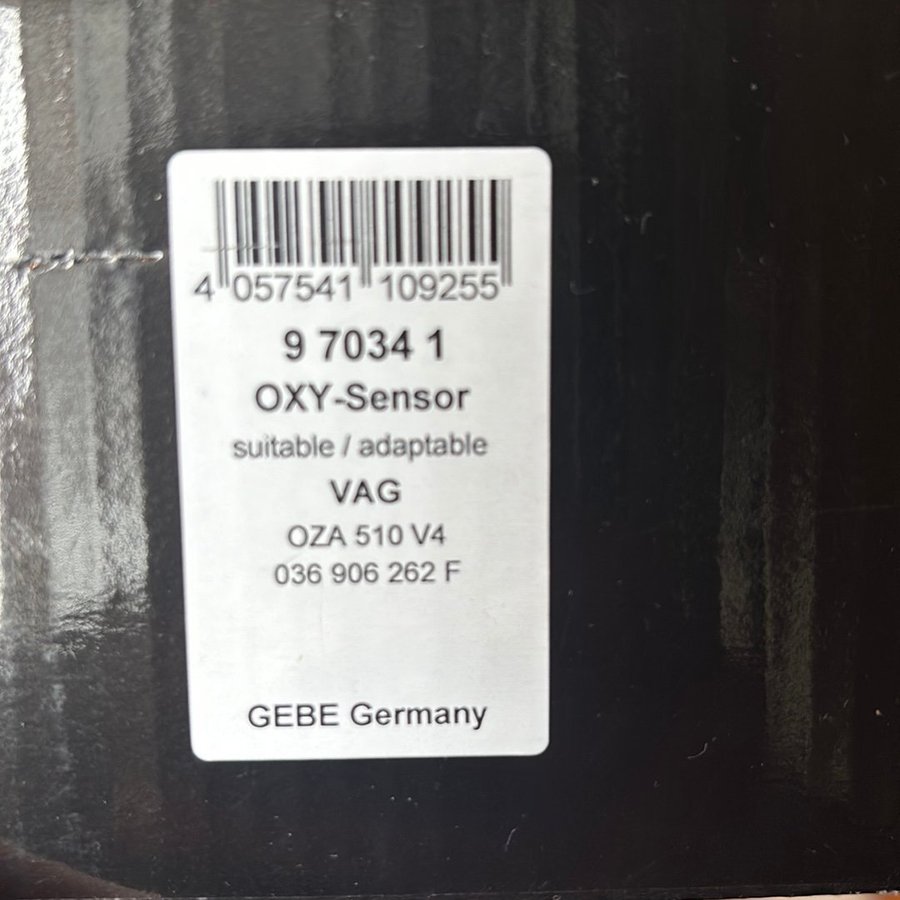 4 057541 109255
9 7034 1
OXY-Sensor
suitable / adaptable
VAG
OZA 510 V4
036 906 262 F
GEBE Germany